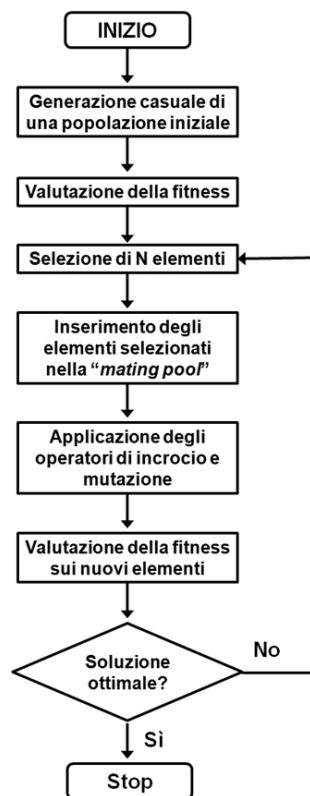 INIZIO
Generazione casuale di
una popolazione iniziale
Valutazione della fitness
Selezione di N elementi
Inserimento degli
elementi selezionati
nella “mating pool”
Applicazione degli
operatori di incrocio e
mutazione
Valutazione della fitness
sui nuovi elementi
Soluzione
ottimale?
No
Sì
Stop